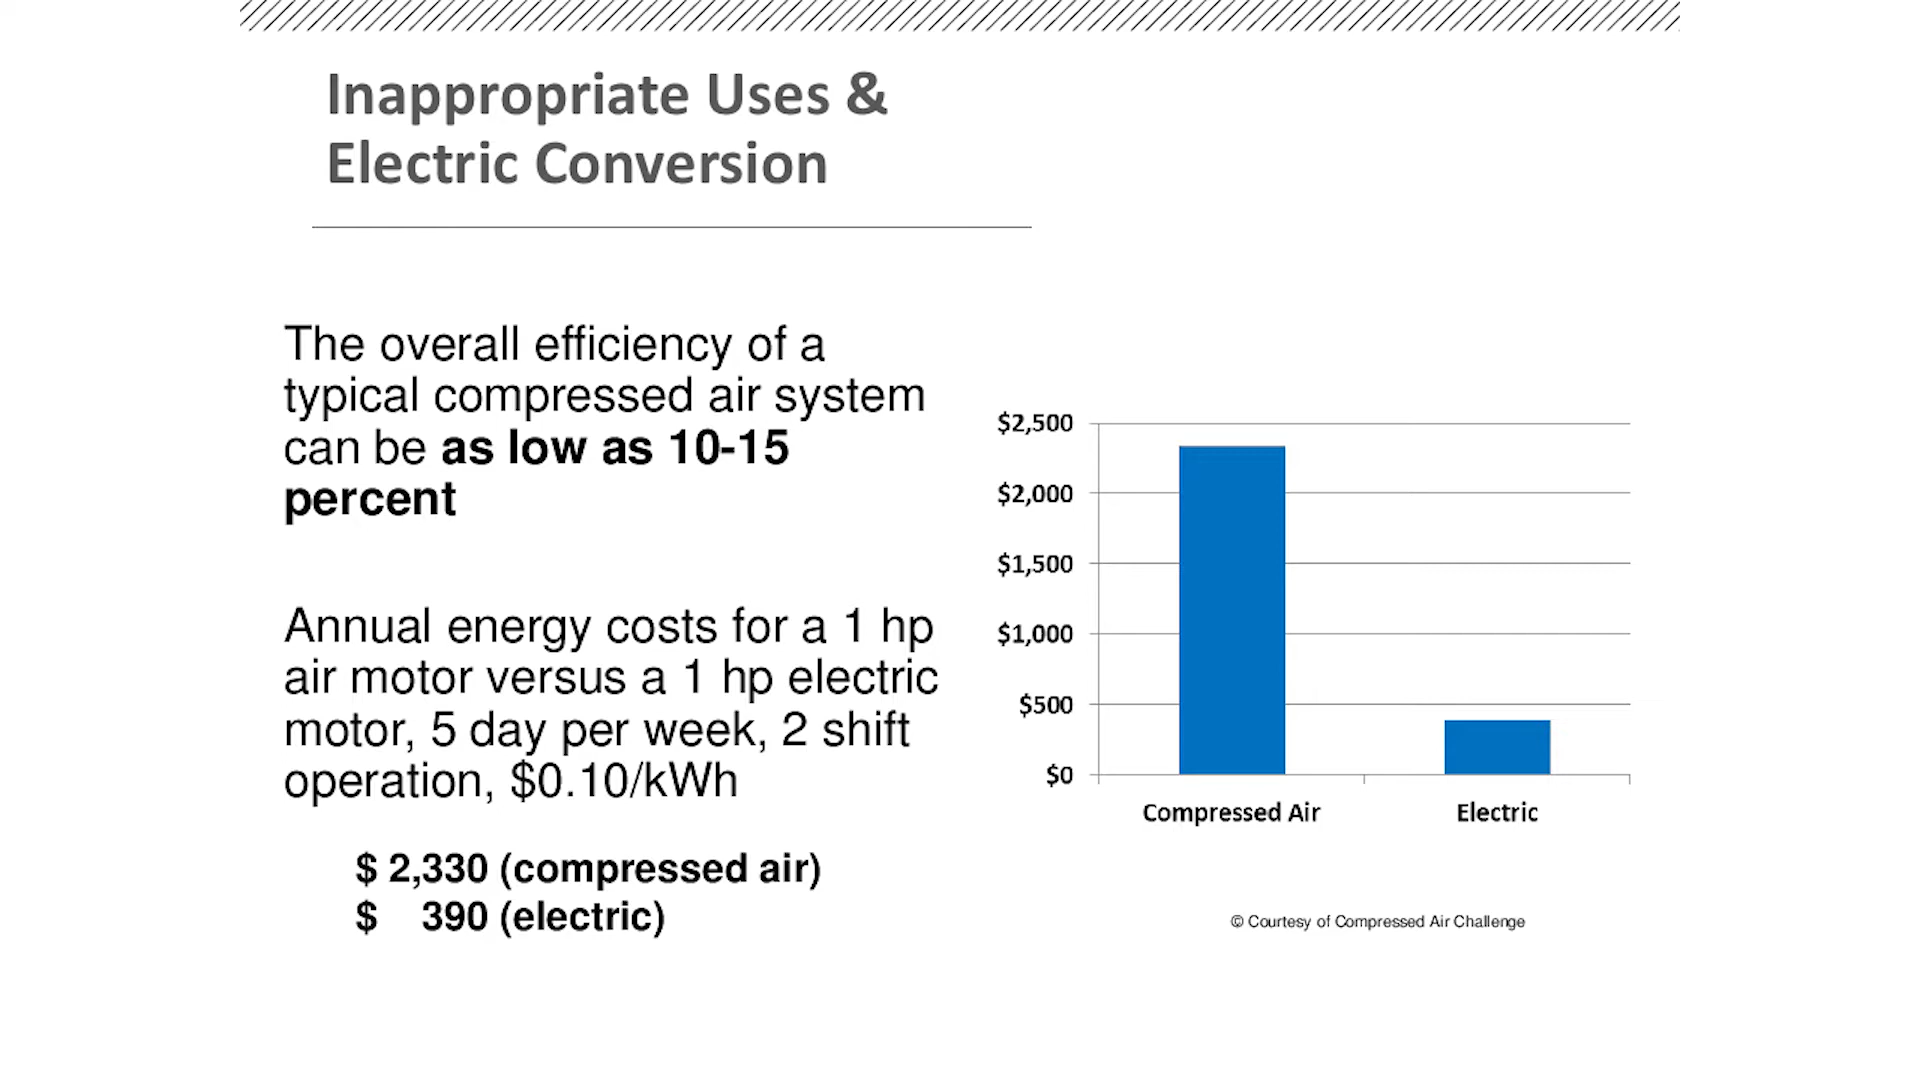 Inappropriate Uses &
Electric Conversion
The overall efficiency of a
typical compressed air system
can be as low as 10-15
percent
Annual energy costs for a 1 hp
air motor versus a 1 hp electric
motor, 5 day per week, 2 shift
operation, $0.10/kWh
$ 2,330 (compressed air)
$ 390 (electric)
$2,500
$2,000
$1,500
$1,000
$500
$0
Compressed Air Electric
© Courtesy of Compressed Air Challenge